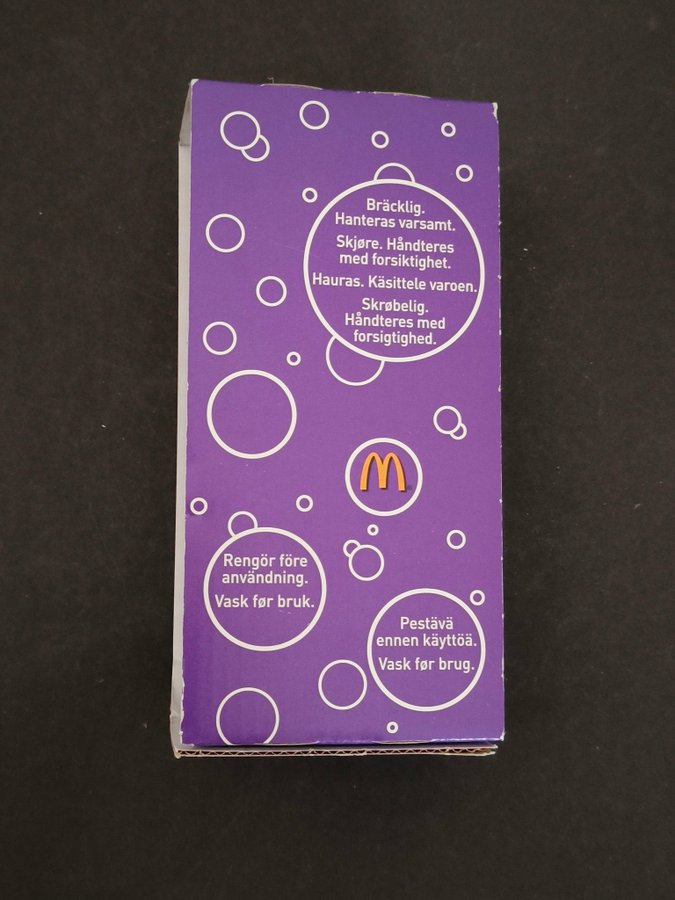 Bräcklig.
Hanteras varsamt.
Skjøre. Håndteres
med forsiktighet.
Hauras. Käsittele varoen.
Skrøbelig.
Håndteres med
forsigtighed.
M
Rengör före
användning.
Vask før bruk.
Pestävä
ennen käyttöä.
Vask før brug.